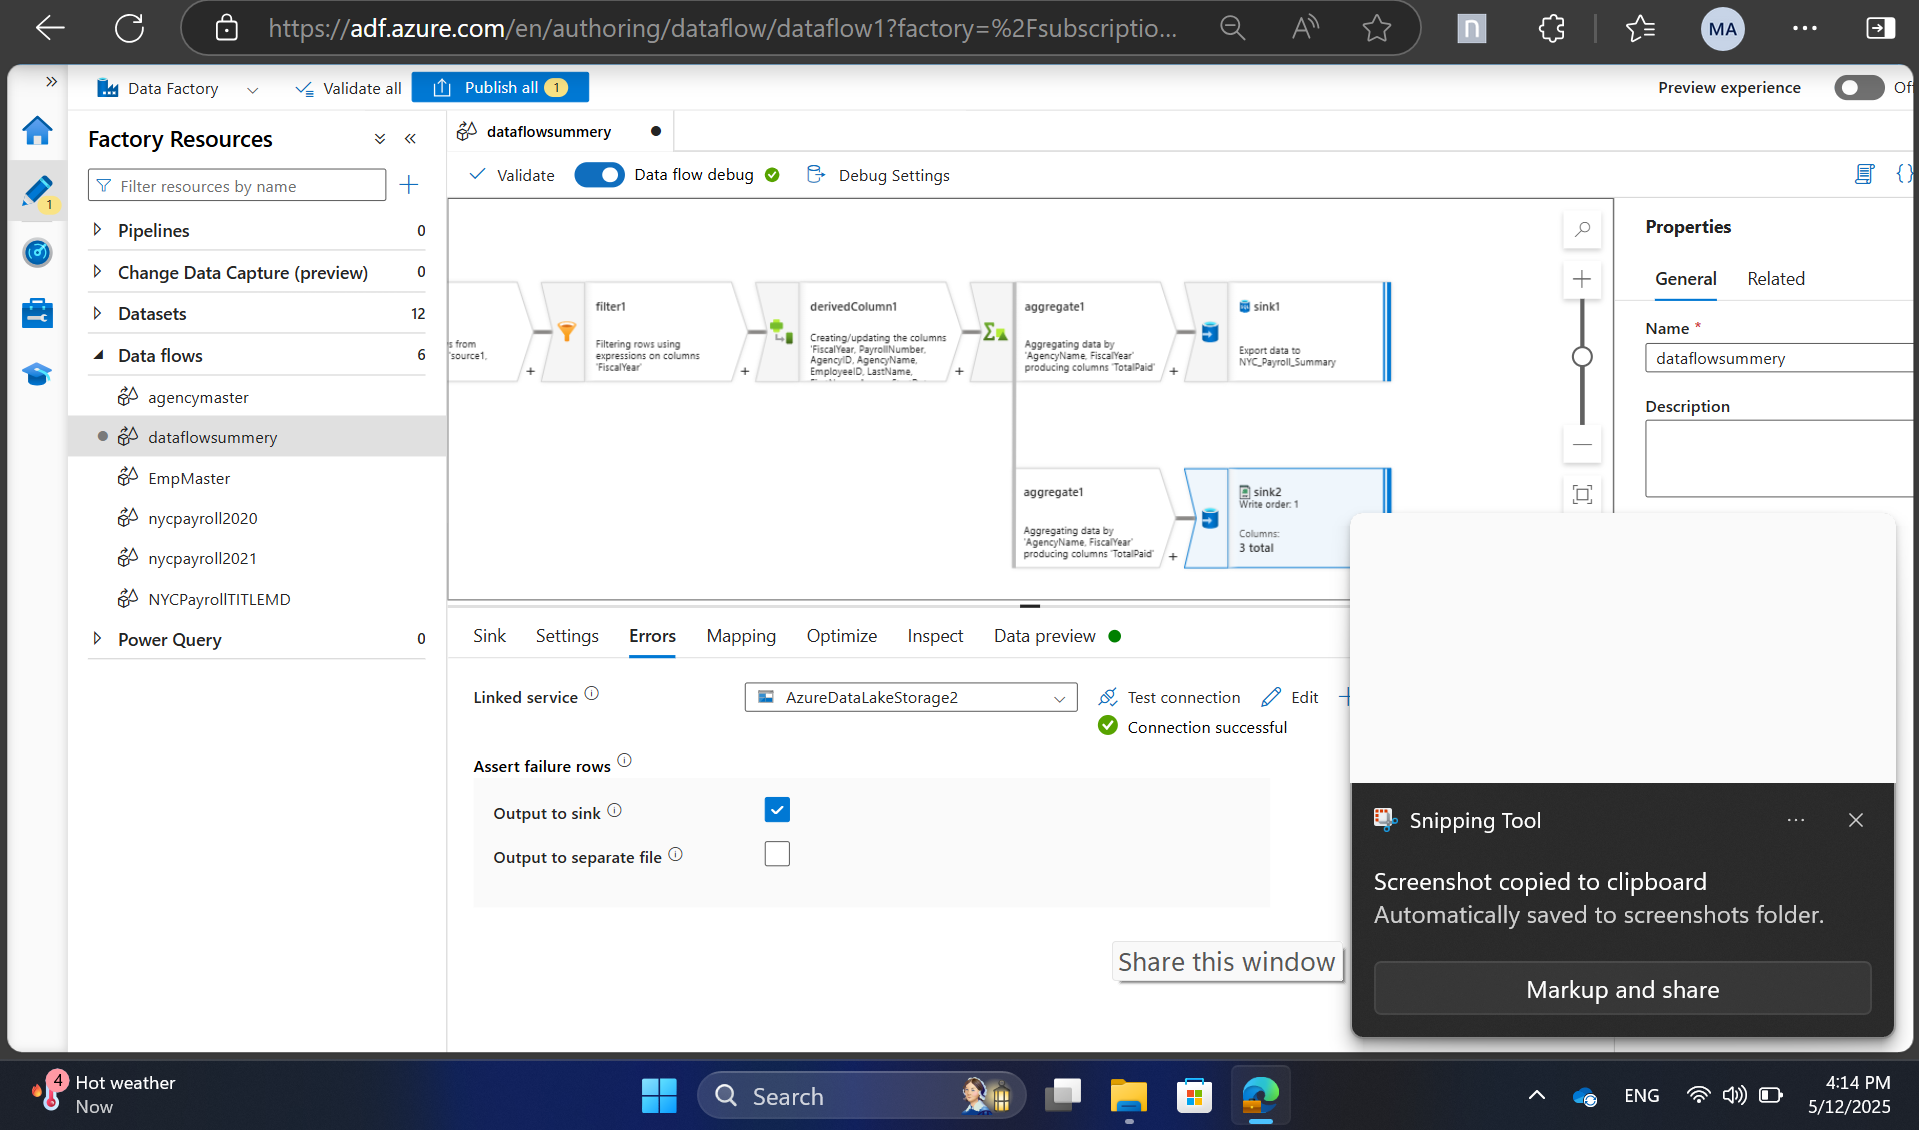 https://adf.azure.com/en/authoring/dataflow/dataflow1?factory=%2Fsubscriptio...
MA
Data Factory
Validate all
Publish all 1
Preview experience
Off
Factory Resources
Filter resources by name
1
Pipelines 0
Change Data Capture (preview) 0
Datasets 12
Data flows 6
agencymaster
dataflowsummery
EmpMaster
nycpayroll2020
nycpayroll2021
NYCPayrollTITLEMD
Power Query 0
dataflowsummery
Validate
Data flow debug
Debug Settings
s from
'source1,
+
filter1
Filtering rows using
expressions on columns
'FiscalYear'
+
derivedColumn1
Creating/updating the columns
'FiscalYear, PayrollNumber,
AgencyID, AgencyName,
EmployeeID, LastName,
+
aggregate1
Aggregating data by
'AgencyName, FiscalYear'
producing columns 'TotalPaid'
+
sink1
Export data to
NYC_Payroll_Summary
aggregate1
Aggregating data by
'AgencyName, FiscalYear'
producing columns 'TotalPaid'
+
sink2
Write order: 1
Columns:
3 total
Properties
General
Related
Name *
dataflowsummery
Description
Sink
Settings
Errors
Mapping
Optimize
Inspect
Data preview
Linked service
AzureDataLakeStorage2
Test connection
Edit
Connection successful
Assert failure rows
Output to sink
Output to separate file
Share this window
Snipping Tool
Screenshot copied to clipboard
Automatically saved to screenshots folder.
Markup and share
4
Hot weather
Now
Search
ENG
4:14 PM
5/12/2025